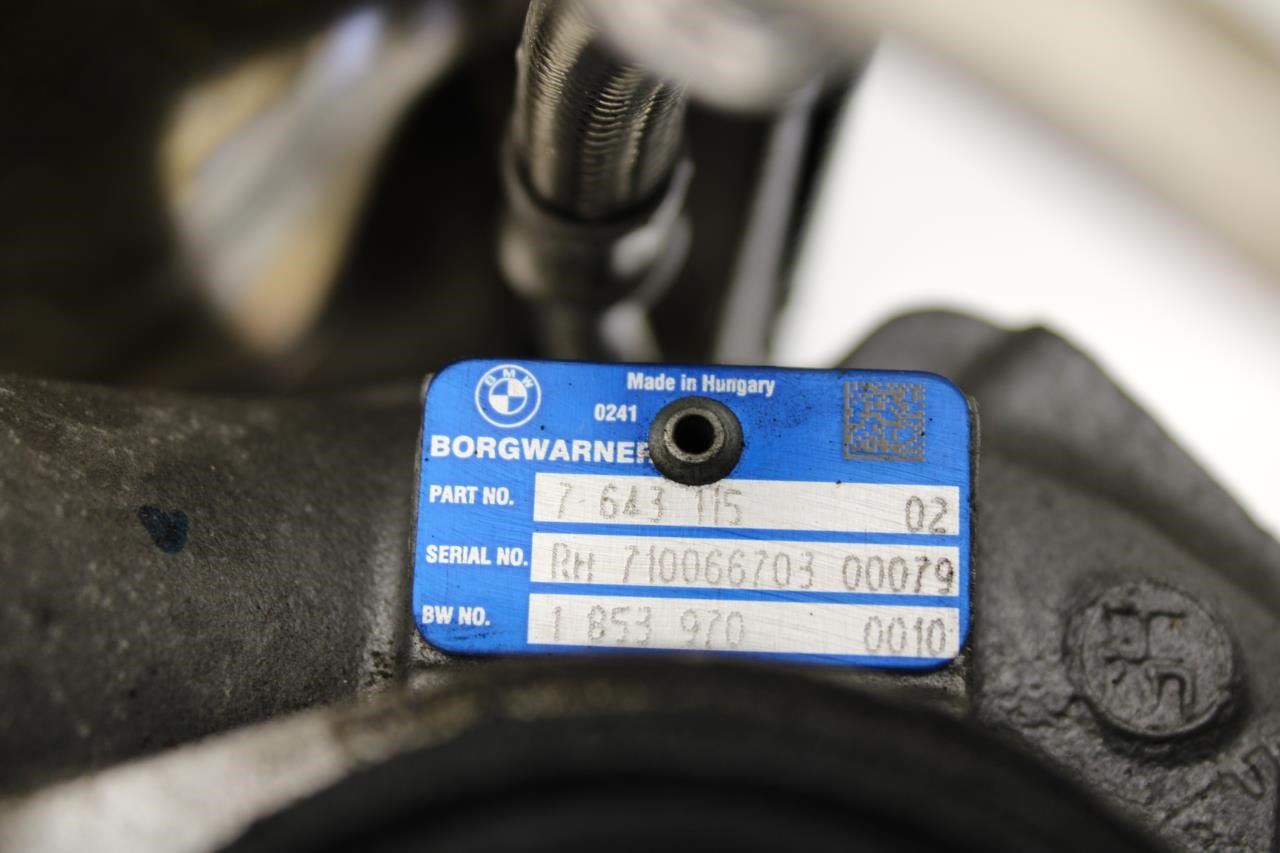 BMW
Made in Hungary
0241
BORGWARNER
PART NO. 7 643 115 02
SERIAL NO. RH 710066703 00079
BW NO. 1 853 970 0010